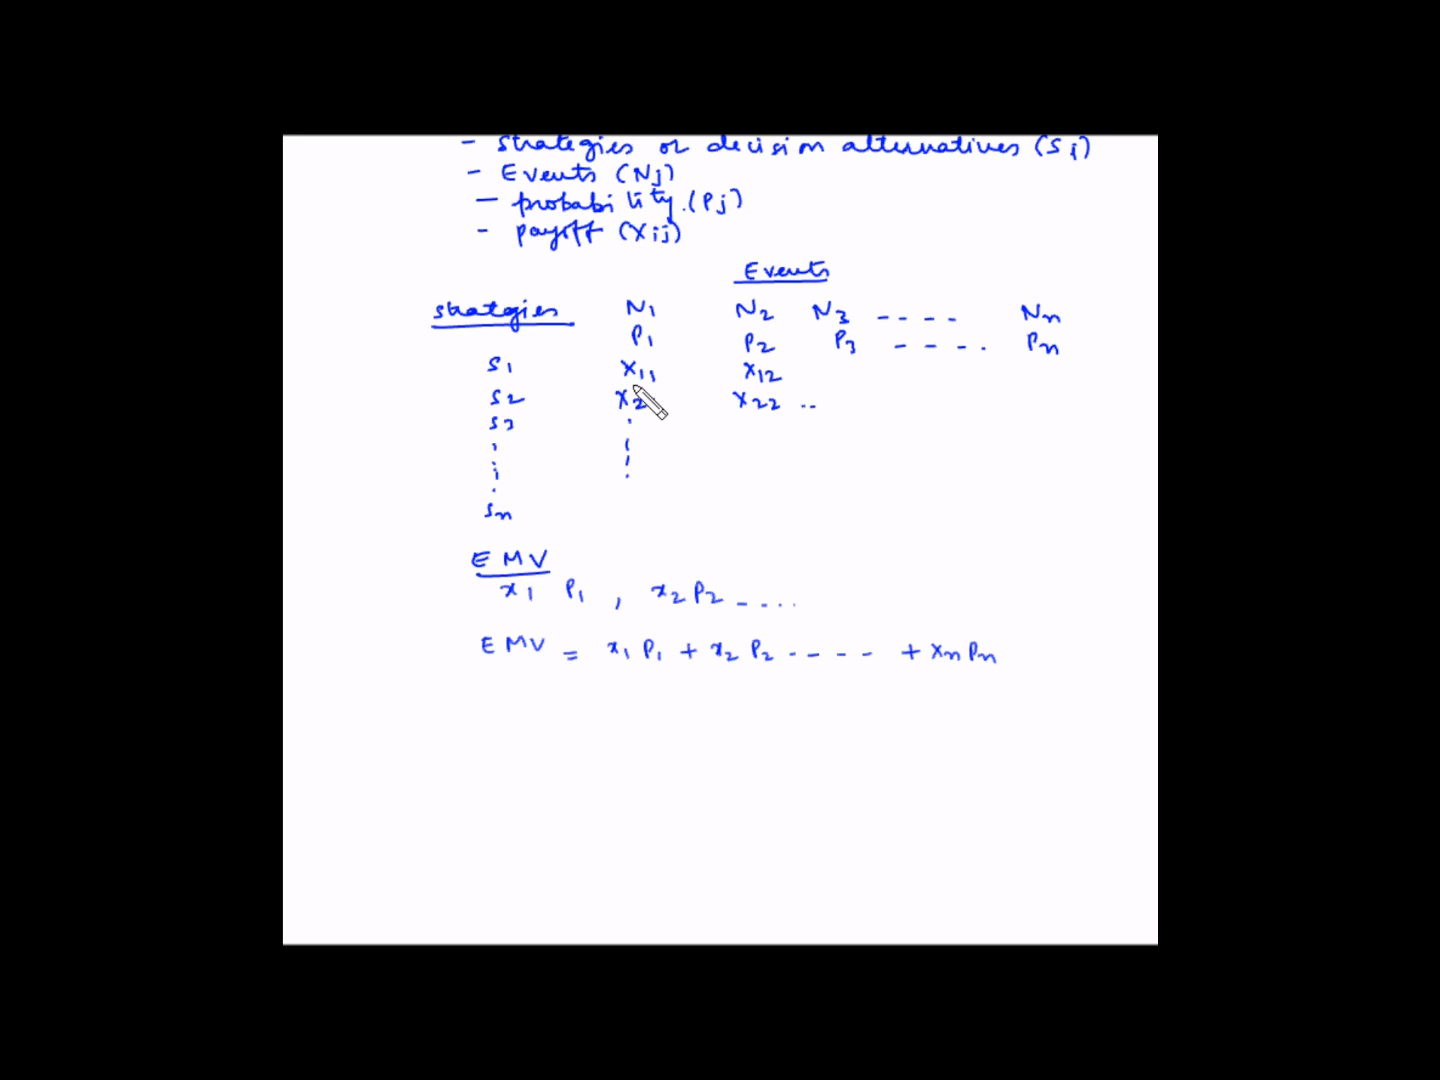 - strategies or decision alternatives (Si)
- Events (Nj)
- probability. (Pj)
- payoff (Xij)
Events
stratgies N1 N2 N3 ---- Nn
P1 P2 P3 ---. Pn
S1 X11 X12
S2 X2 X22 ..
S3
Sn
EMV
x1 P1 , x2 P2 ----
EMV = x1 P1 + x2 P2 ----- + Xn Pn